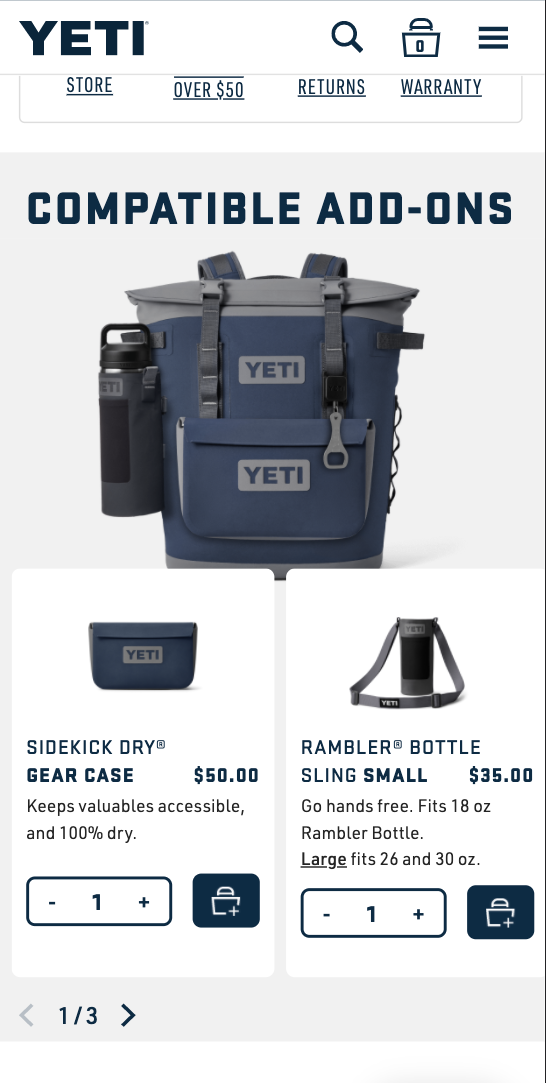 YETI
0
STORE
OVER $50
RETURNS
WARRANTY
COMPATIBLE ADD-ONS
YETI
YETI
YETI
YETI
YETI
YETI
SIDEKICK DRY®
GEAR CASE $50.00
Keeps valuables accessible,
and 100% dry.
- 1 +
RAMBLER® BOTTLE
SLING SMALL $35.00
Go hands free. Fits 18 oz
Rambler Bottle.
Large fits 26 and 30 oz.
- 1 +
1 / 3